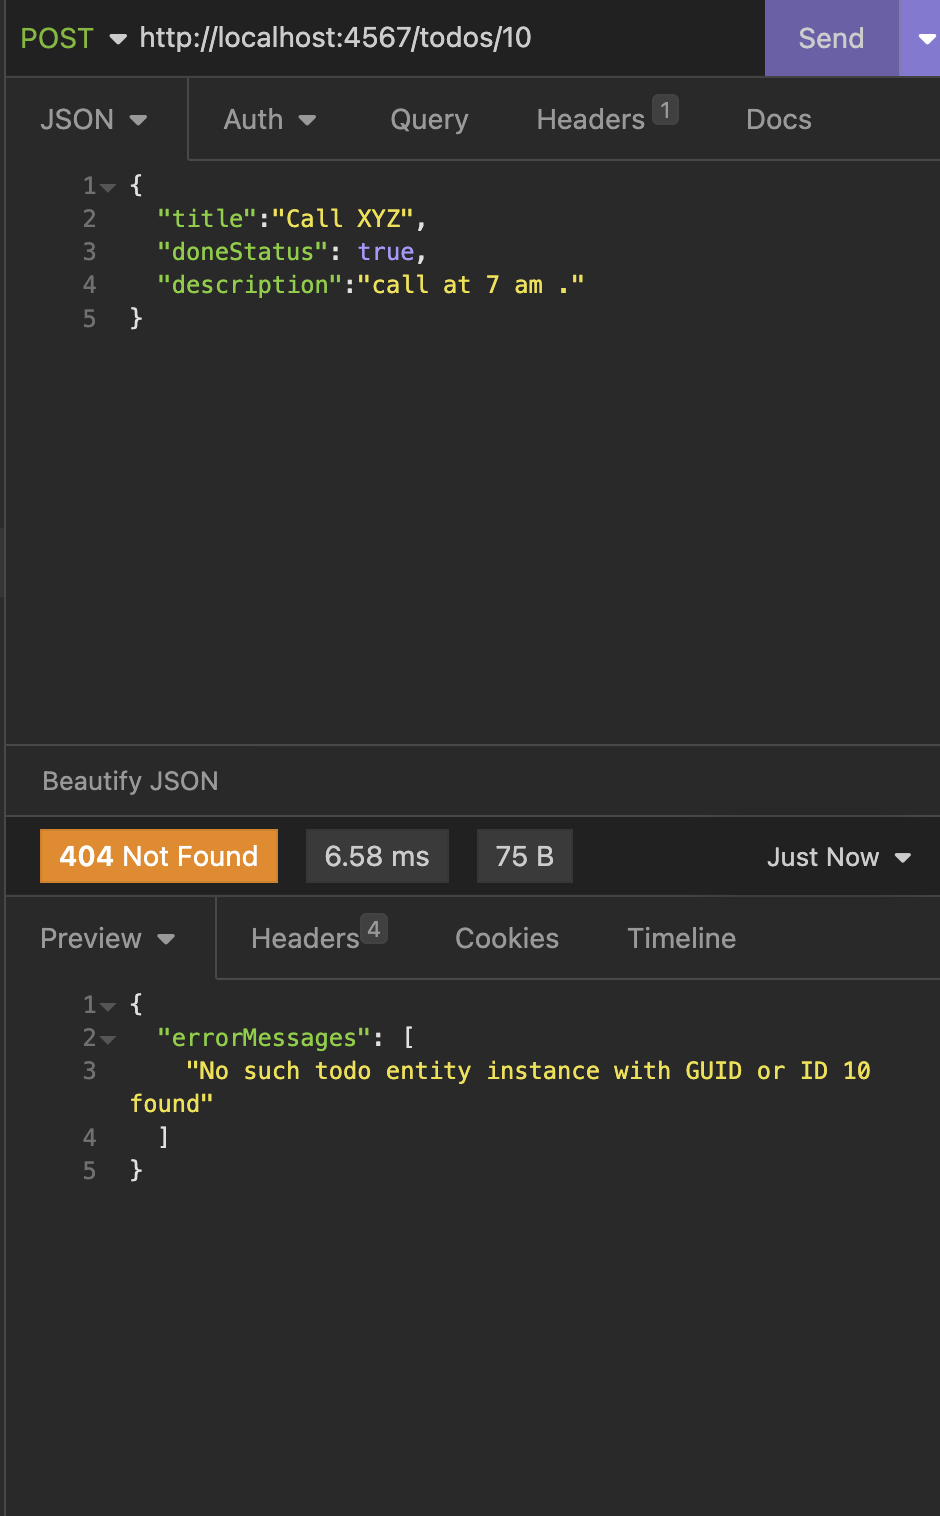 POST http://localhost:4567/todos/10 Send
JSON Auth Query Headers 1 Docs
1 {
2 "title":"Call XYZ",
3 "doneStatus": true,
4 "description":"call at 7 am ."
5 }
Beautify JSON
404 Not Found 6.58 ms 75 B Just Now
Preview Headers 4 Cookies Timeline
1 {
2 "errorMessages": [
3 "No such todo entity instance with GUID or ID 10
found"
4 ]
5 }